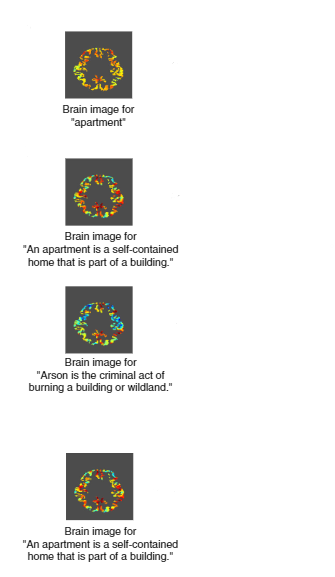 Brain image for
"apartment"
Brain image for
"An apartment is a self-contained
home that is part of a building."
Brain image for
"Arson is the criminal act of
burning a building or wildland."
Brain image for
"An apartment is a self-contained
home that is part of a building."